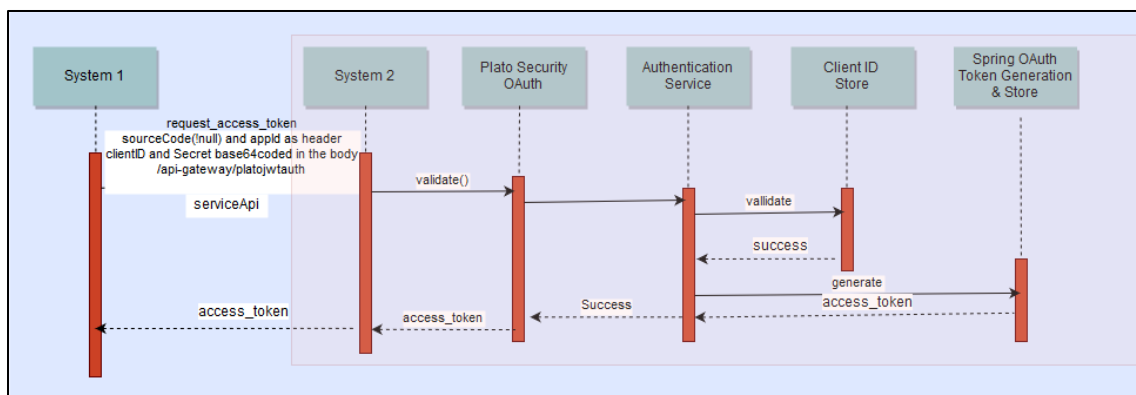 System 1
System 2
Plato Security
OAuth
Authentication
Service
Client ID
Store
Spring OAuth
Token Generation
& Store
request_access_token
sourceCode(!null) and appId as header
clientID and Secret base64coded in the body
/api-gateway/platojwtauth
serviceApi
validate()
vallidate
success
generate
access_token
Success
access_token
access_token